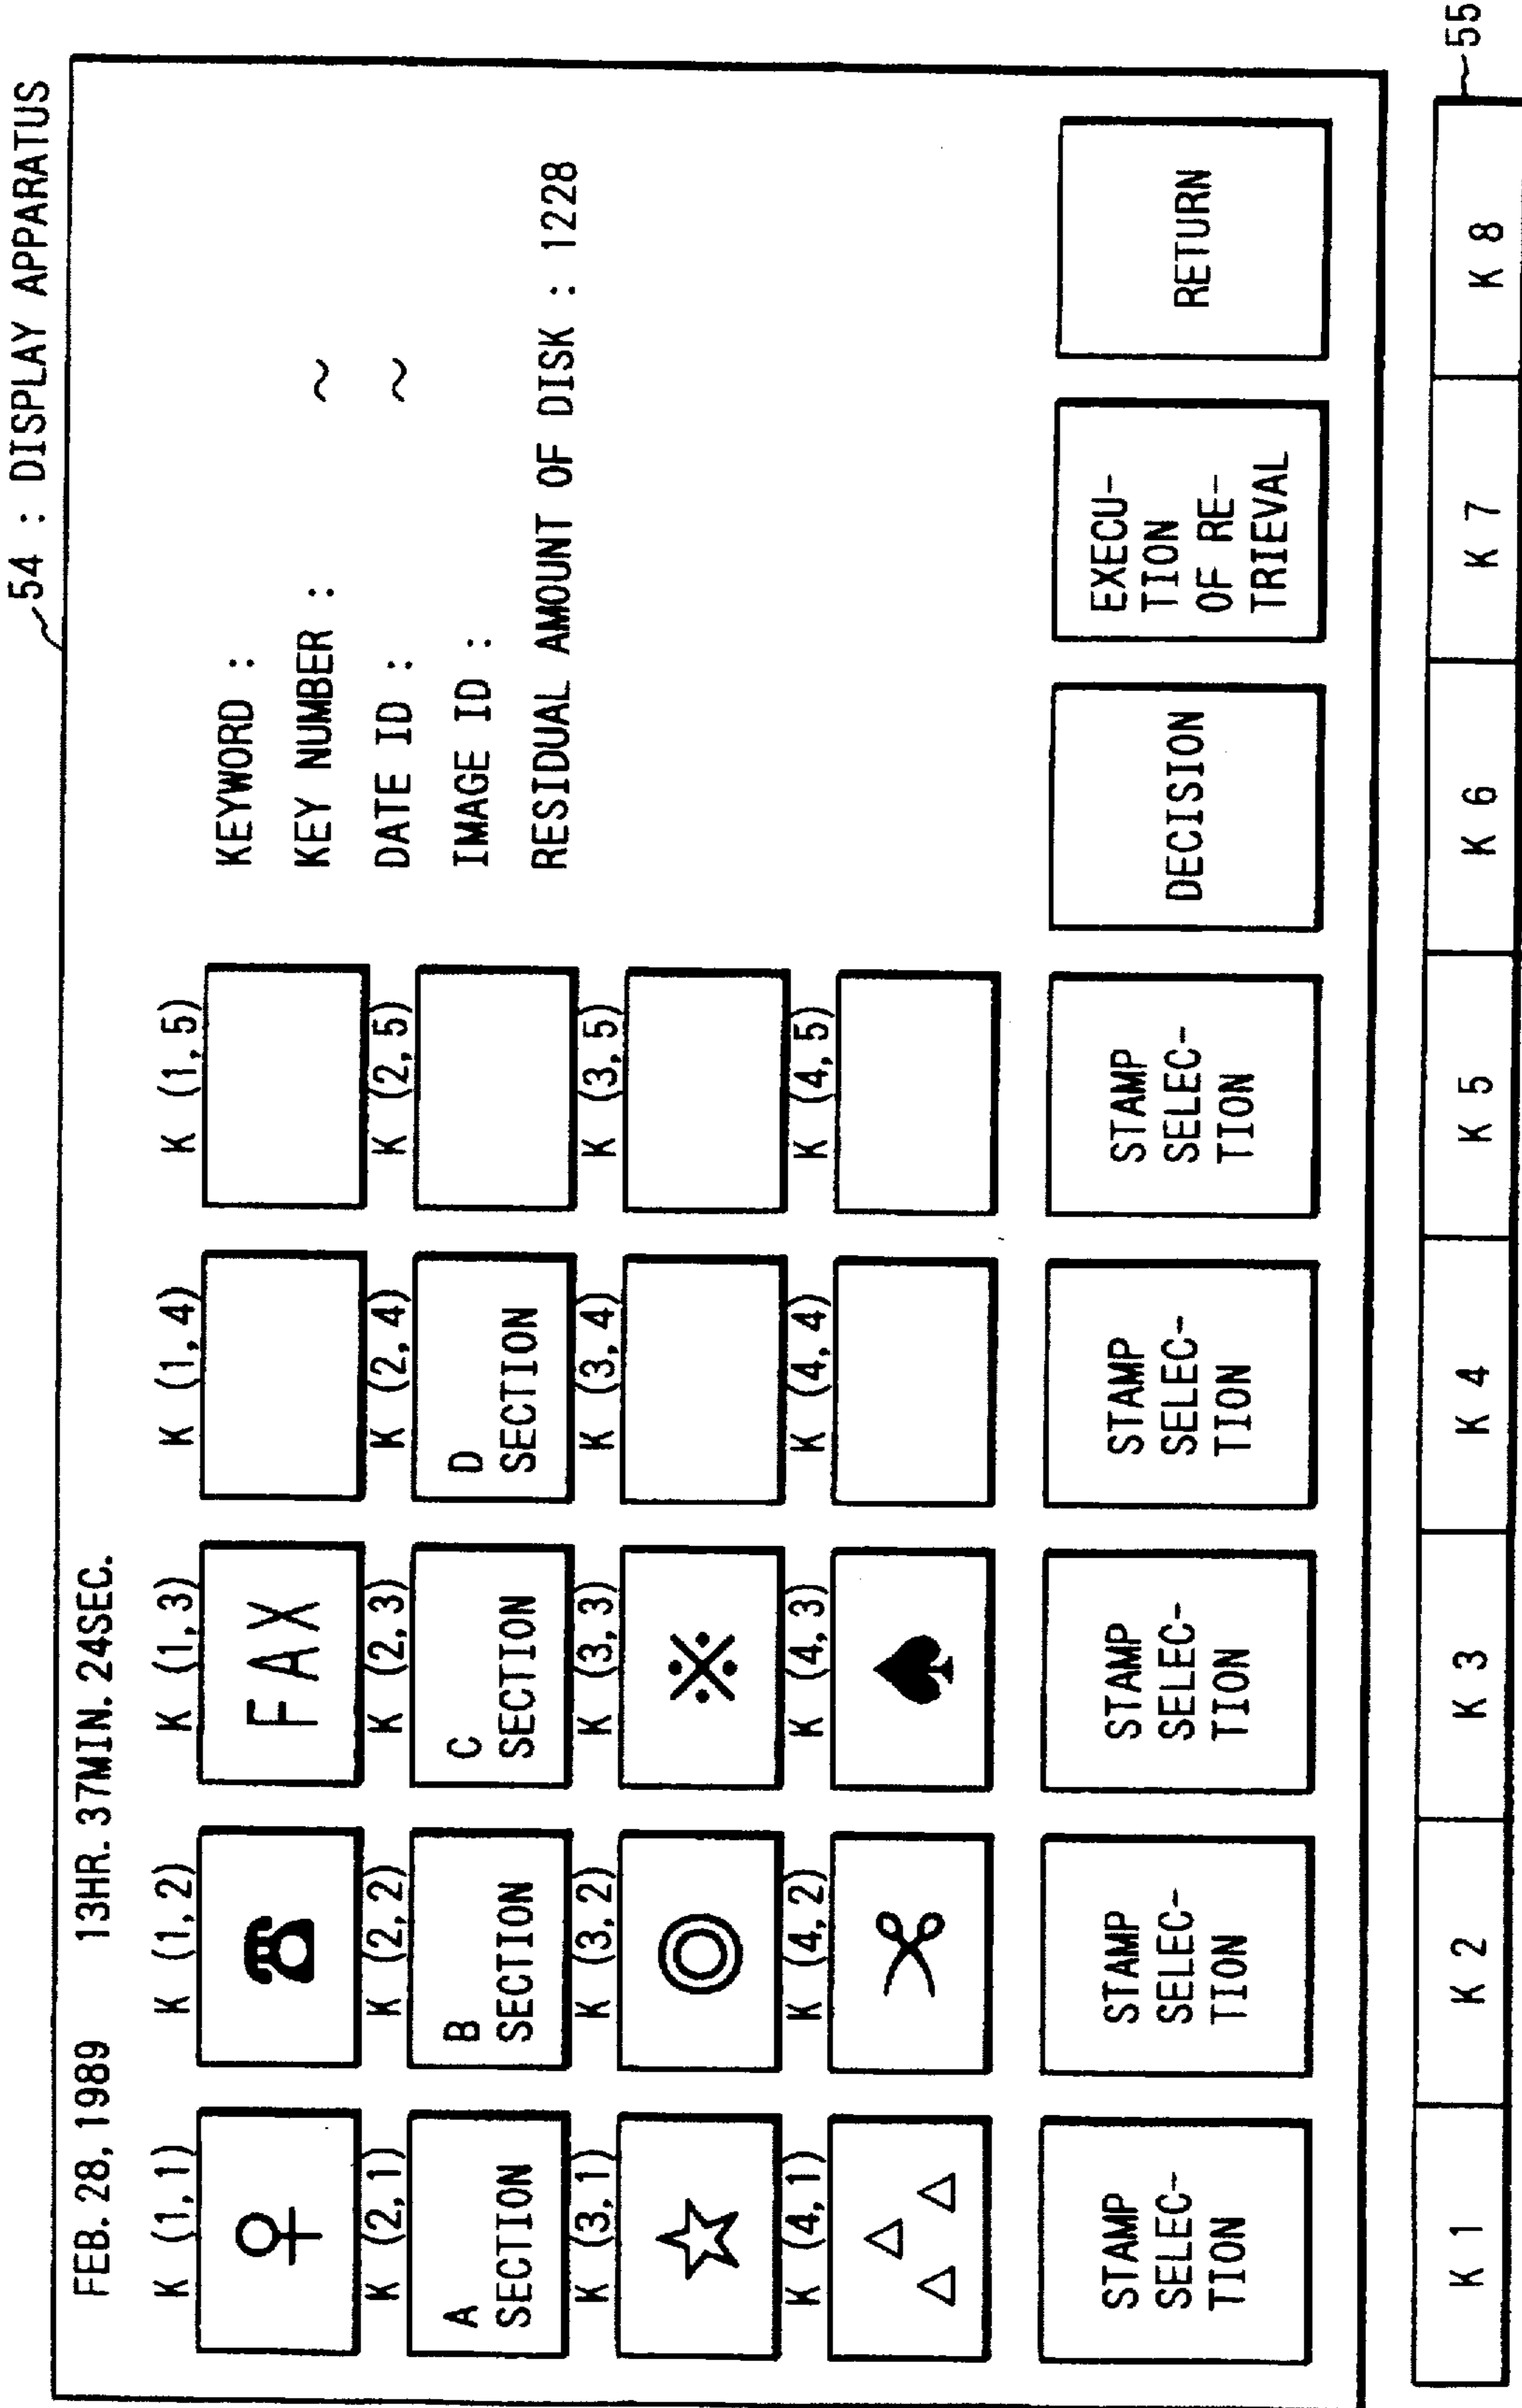 54 : DISPLAY APPARATUS
FEB. 28, 1989 13HR. 37MIN. 24SEC.
K (1, 1) K (1, 2) K (1, 3) K (1, 4) K (1, 5)
♀ ☎ FAX
KEYWORD :
KEY NUMBER : ~
DATE ID : ~
IMAGE ID :
RESIDUAL AMOUNT OF DISK : 1228
K (2, 1) K (2, 2) K (2, 3) K (2, 4) K (2, 5)
A
SECTION
B
SECTION
C
SECTION
D
SECTION
K (3, 1) K (3, 2) K (3, 3) K (3, 4) K (3, 5)
☆ ◎ ※
K (4, 1) K (4, 2) K (4, 3) K (4, 4) K (4, 5)
STAMP
SELEC-
TION
STAMP
SELEC-
TION
STAMP
SELEC-
TION
STAMP
SELEC-
TION
STAMP
SELEC-
TION
DECISION
EXECU-
TION
OF RE-
TRIEVAL
RETURN
K 1 K 2 K 3 K 4 K 5 K 6 K 7 K 8
55